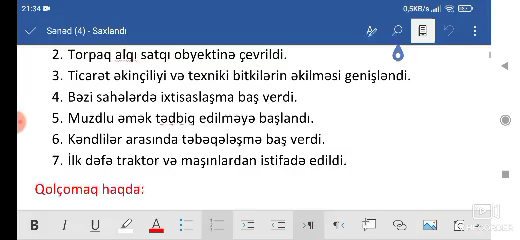 21:34
0,5KB/s
82
Sənəd (4) - Saxlandı
2. Torpaq alqı satqı obyektinə çevrildi.
3. Ticarət əkinçiliyi və texniki bitkilərin əkilməsi genişləndi.
4. Bəzi sahələrdə ixtisaslaşma baş verdi.
5. Muzdlu əmək tədbiq edilməyə başlandı.
6. Kəndlilər arasında təbəqələşmə baş verdi.
7. İlk dəfə traktor və maşınlardan istifadə edildi.
Qolçomaq haqda:
B I U A